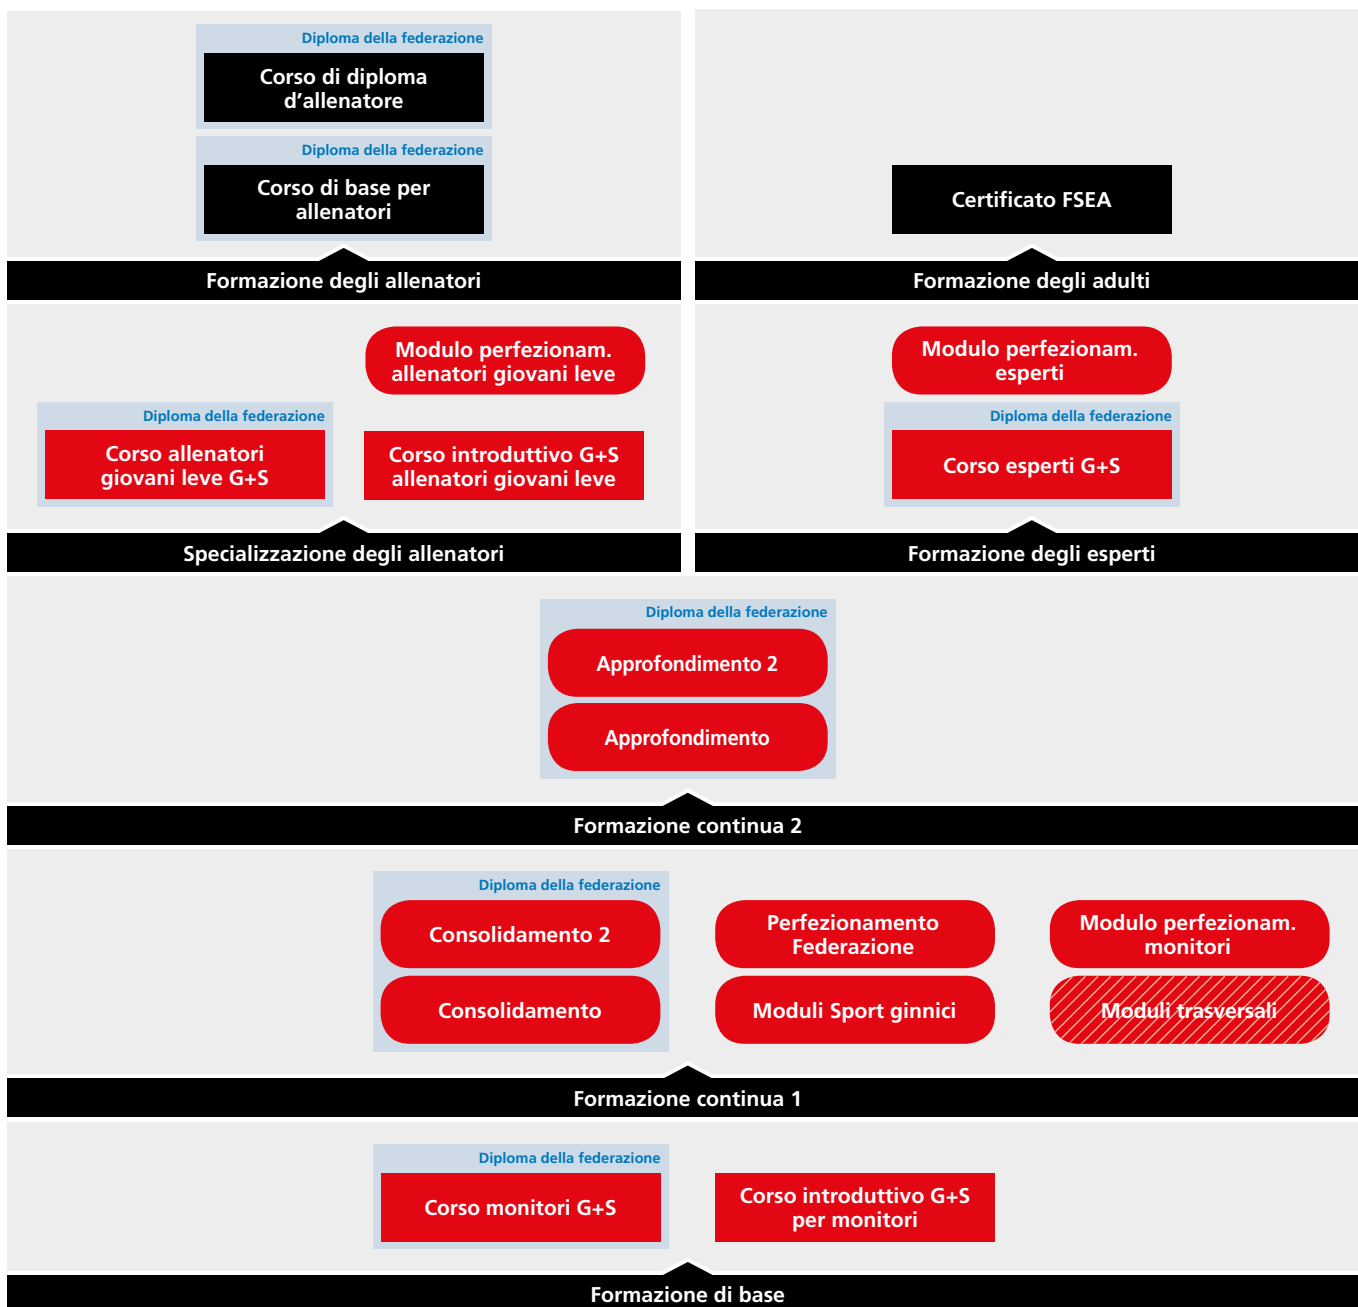 Diploma della federazione
Corso di diploma
d’allenatore
Diploma della federazione
Corso di base per
allenatori
Certificato FSEA
Formazione degli allenatori
Formazione degli adulti
Modulo perfezionam.
allenatori giovani leve
Diploma della federazione
Corso allenatori
giovani leve G+S
Corso introduttivo G+S
allenatori giovani leve
Modulo perfezionam.
esperti
Diploma della federazione
Corso esperti G+S
Specializzazione degli allenatori
Formazione degli esperti
Diploma della federazione
Approfondimento 2
Approfondimento
Formazione continua 2
Diploma della federazione
Consolidamento 2
Consolidamento
Perfezionamento
Federazione
Moduli Sport ginnici
Modulo perfezionam.
monitori
Moduli trasversali
Formazione continua 1
Diploma della federazione
Corso monitori G+S
Corso introduttivo G+S
per monitori
Formazione di base